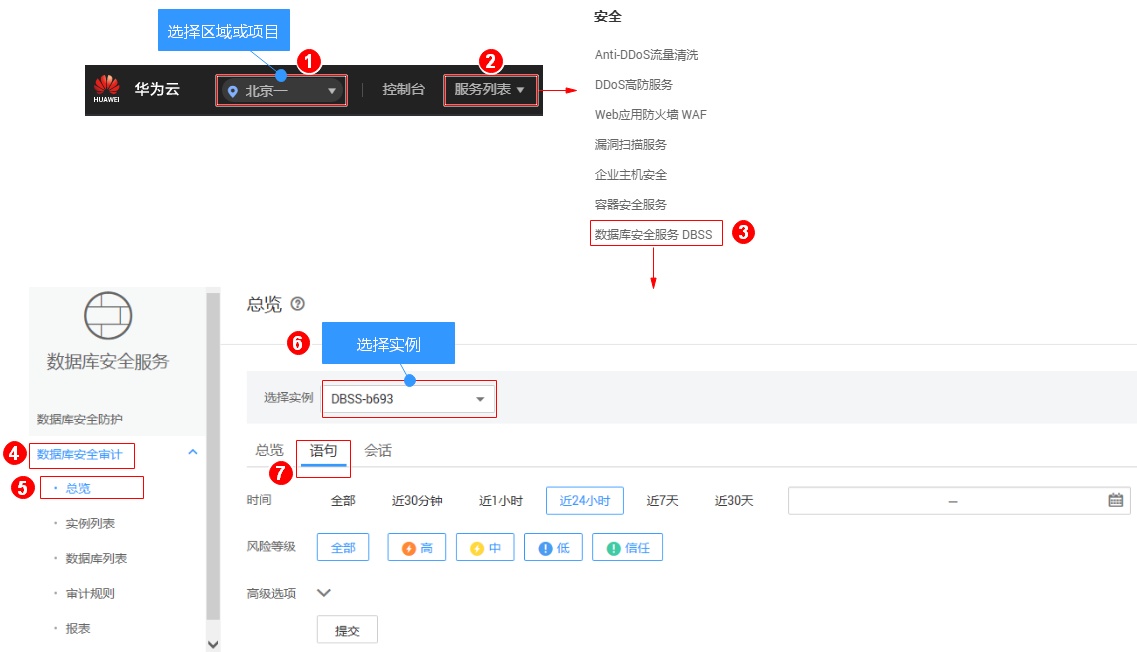 选择区域或项目
1
2
HUAWEI
华为云
北京一
控制台
服务列表
安全
Anti-DDoS流量清洗
DDoS高防服务
Web应用防火墙 WAF
漏洞扫描服务
企业主机安全
容器安全服务
数据库安全服务 DBSS
3
数据库安全服务
数据库安全防护
4
数据库安全审计
5
总览
实例列表
数据库列表
审计规则
报表
总览 ?
6
选择实例
选择实例
DBSS-b693
总览 语句 会话
7
时间 全部 近30分钟 近1小时 近24小时 近7天 近30天 –
风险等级 全部 高 中 低 信任
高级选项
提交